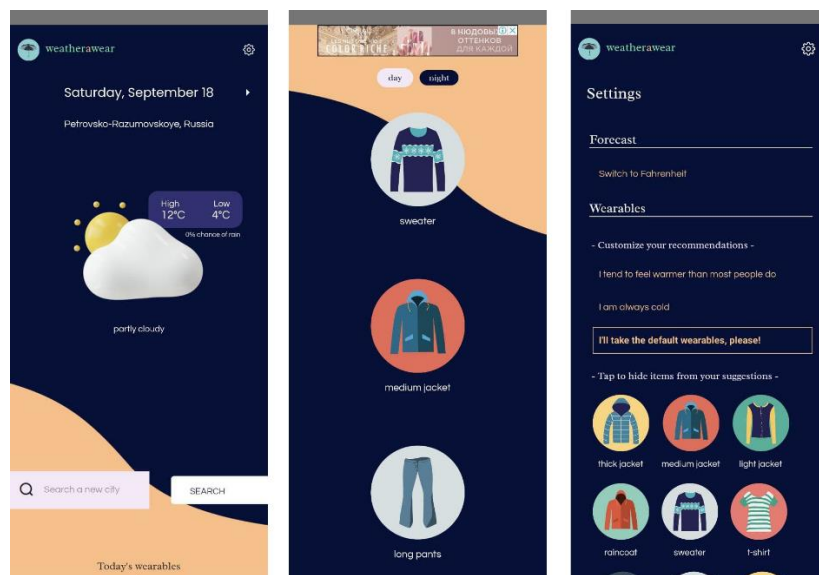 weatherawear
Saturday, September 18
Petrovsko-Razumovskoye, Russia
High Low
12°C 4°C
0% chance of rain
partly cloudy
Search a new city
SEARCH
Today's wearables
COLOR RICHE
8 НЮДОВЫХ
ОТТЕНКОВ
ДЛЯ КАЖДОЙ
day night
sweater
medium jacket
long pants
weatherawear
Settings
Forecast
Switch to Fahrenheit
Wearables
- Customize your recommendations -
I tend to feel warmer than most people do
I am always cold
I'll take the default wearables, please!
- Tap to hide items from your suggestions -
thick jacket medium jacket light jacket
raincoat sweater t-shirt